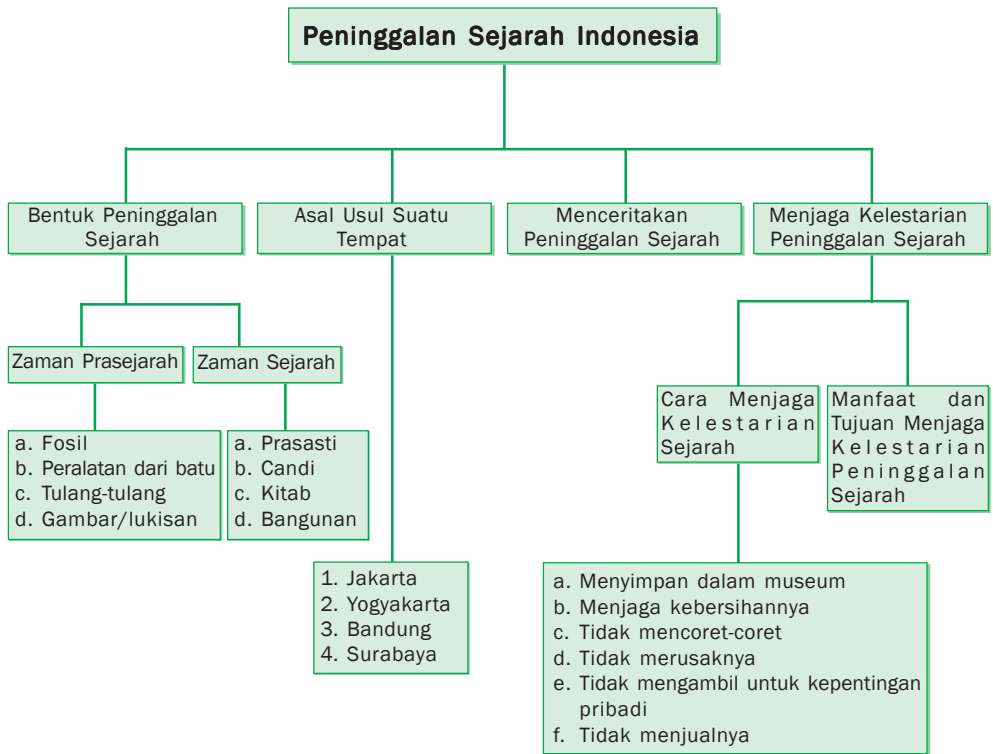 Peninggalan Sejarah Indonesia
Bentuk Peninggalan
Sejarah
Asal Usul Suatu
Tempat
Menceritakan
Peninggalan Sejarah
Menjaga Kelestarian
Peninggalan Sejarah
Zaman Prasejarah
Zaman Sejarah
a. Fosil
b. Peralatan dari batu
c. Tulang-tulang
d. Gambar/lukisan
a. Prasasti
b. Candi
c. Kitab
d. Bangunan
1. Jakarta
2. Yogyakarta
3. Bandung
4. Surabaya
Cara Menjaga
Kelestarian
Sejarah
Manfaat dan
Tujuan Menjaga
Kelestarian
Peninggalan
Sejarah
a. Menyimpan dalam museum
b. Menjaga kebersihannya
c. Tidak mencoret-coret
d. Tidak merusaknya
e. Tidak mengambil untuk kepentingan
pribadi
f. Tidak menjualnya